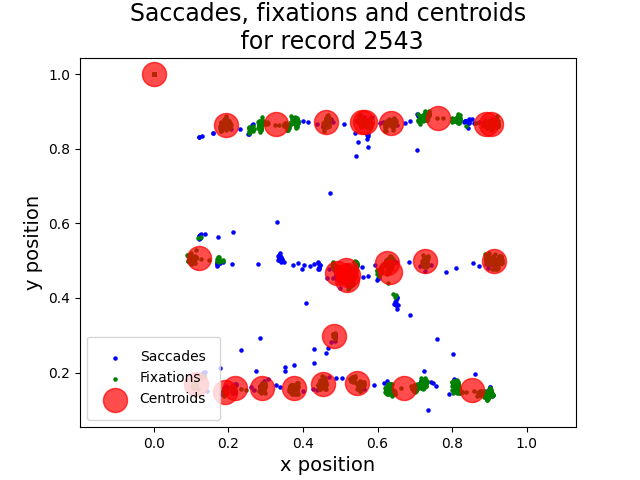 Saccades, fixations and centroids
for record 2543
y position
1.0
0.8
0.6
0.4
0.2
Saccades
Fixations
Centroids
0.0 0.2 0.4 0.6 0.8 1.0
x position